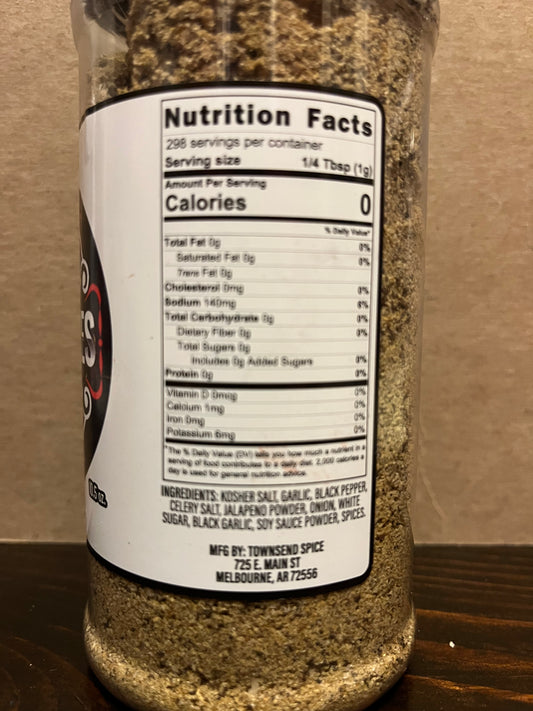 Nutrition Facts
298 servings per container
Serving size 1/4 Tbsp (1g)
Amount Per Serving
Calories 0
% Daily Value*
Total Fat 0g 0%
Saturated Fat 0g 0%
Trans Fat 0g
Cholesterol 0mg 0%
Sodium 140mg 6%
Total Carbohydrate 0g 0%
Dietary Fiber 0g 0%
Total Sugars 0g
Includes 0g Added Sugars 0%
Protein 0g 0%
Vitamin D 0mcg 0%
Calcium 1mg 0%
Iron 0mg 0%
Potassium 6mg 0%
*The % Daily Value (DV) tells you how much a nutrient in a
serving of food contributes to a daily diet. 2,000 calories a
day is used for general nutrition advice.
INGREDIENTS: KOSHER SALT, GARLIC, BLACK PEPPER,
CELERY SALT, JALAPENO POWDER, ONION, WHITE
SUGAR, BLACK GARLIC, SOY SAUCE POWDER, SPICES.
MFG BY: TOWNSEND SPICE
725 E. MAIN ST
MELBOURNE, AR 72556
oz.